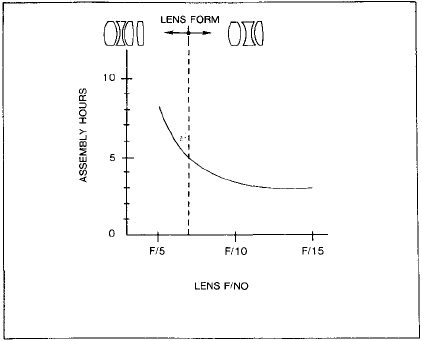 LENS FORM
10
5
0
ASSEMBLY HOURS
F/5 F/10 F/15
LENS F/NO